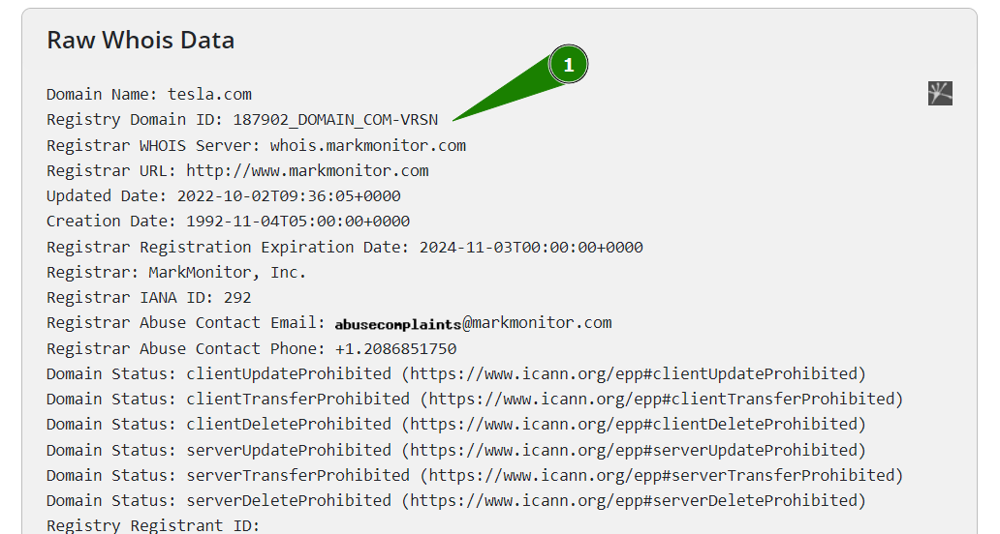 Raw Whois Data
1
Domain Name: tesla.com
Registry Domain ID: 187902_DOMAIN_COM-VRSN
Registrar WHOIS Server: whois.markmonitor.com
Registrar URL: http://www.markmonitor.com
Updated Date: 2022-10-02T09:36:05+0000
Creation Date: 1992-11-04T05:00:00+0000
Registrar Registration Expiration Date: 2024-11-03T00:00:00+0000
Registrar: MarkMonitor, Inc.
Registrar IANA ID: 292
Registrar Abuse Contact Email: abusecomplaints@markmonitor.com
Registrar Abuse Contact Phone: +1.2086851750
Domain Status: clientUpdateProhibited (https://www.icann.org/epp#clientUpdateProhibited)
Domain Status: clientTransferProhibited (https://www.icann.org/epp#clientTransferProhibited)
Domain Status: clientDeleteProhibited (https://www.icann.org/epp#clientDeleteProhibited)
Domain Status: serverUpdateProhibited (https://www.icann.org/epp#serverUpdateProhibited)
Domain Status: serverTransferProhibited (https://www.icann.org/epp#serverTransferProhibited)
Domain Status: serverDeleteProhibited (https://www.icann.org/epp#serverDeleteProhibited)
Registry Registrant ID: